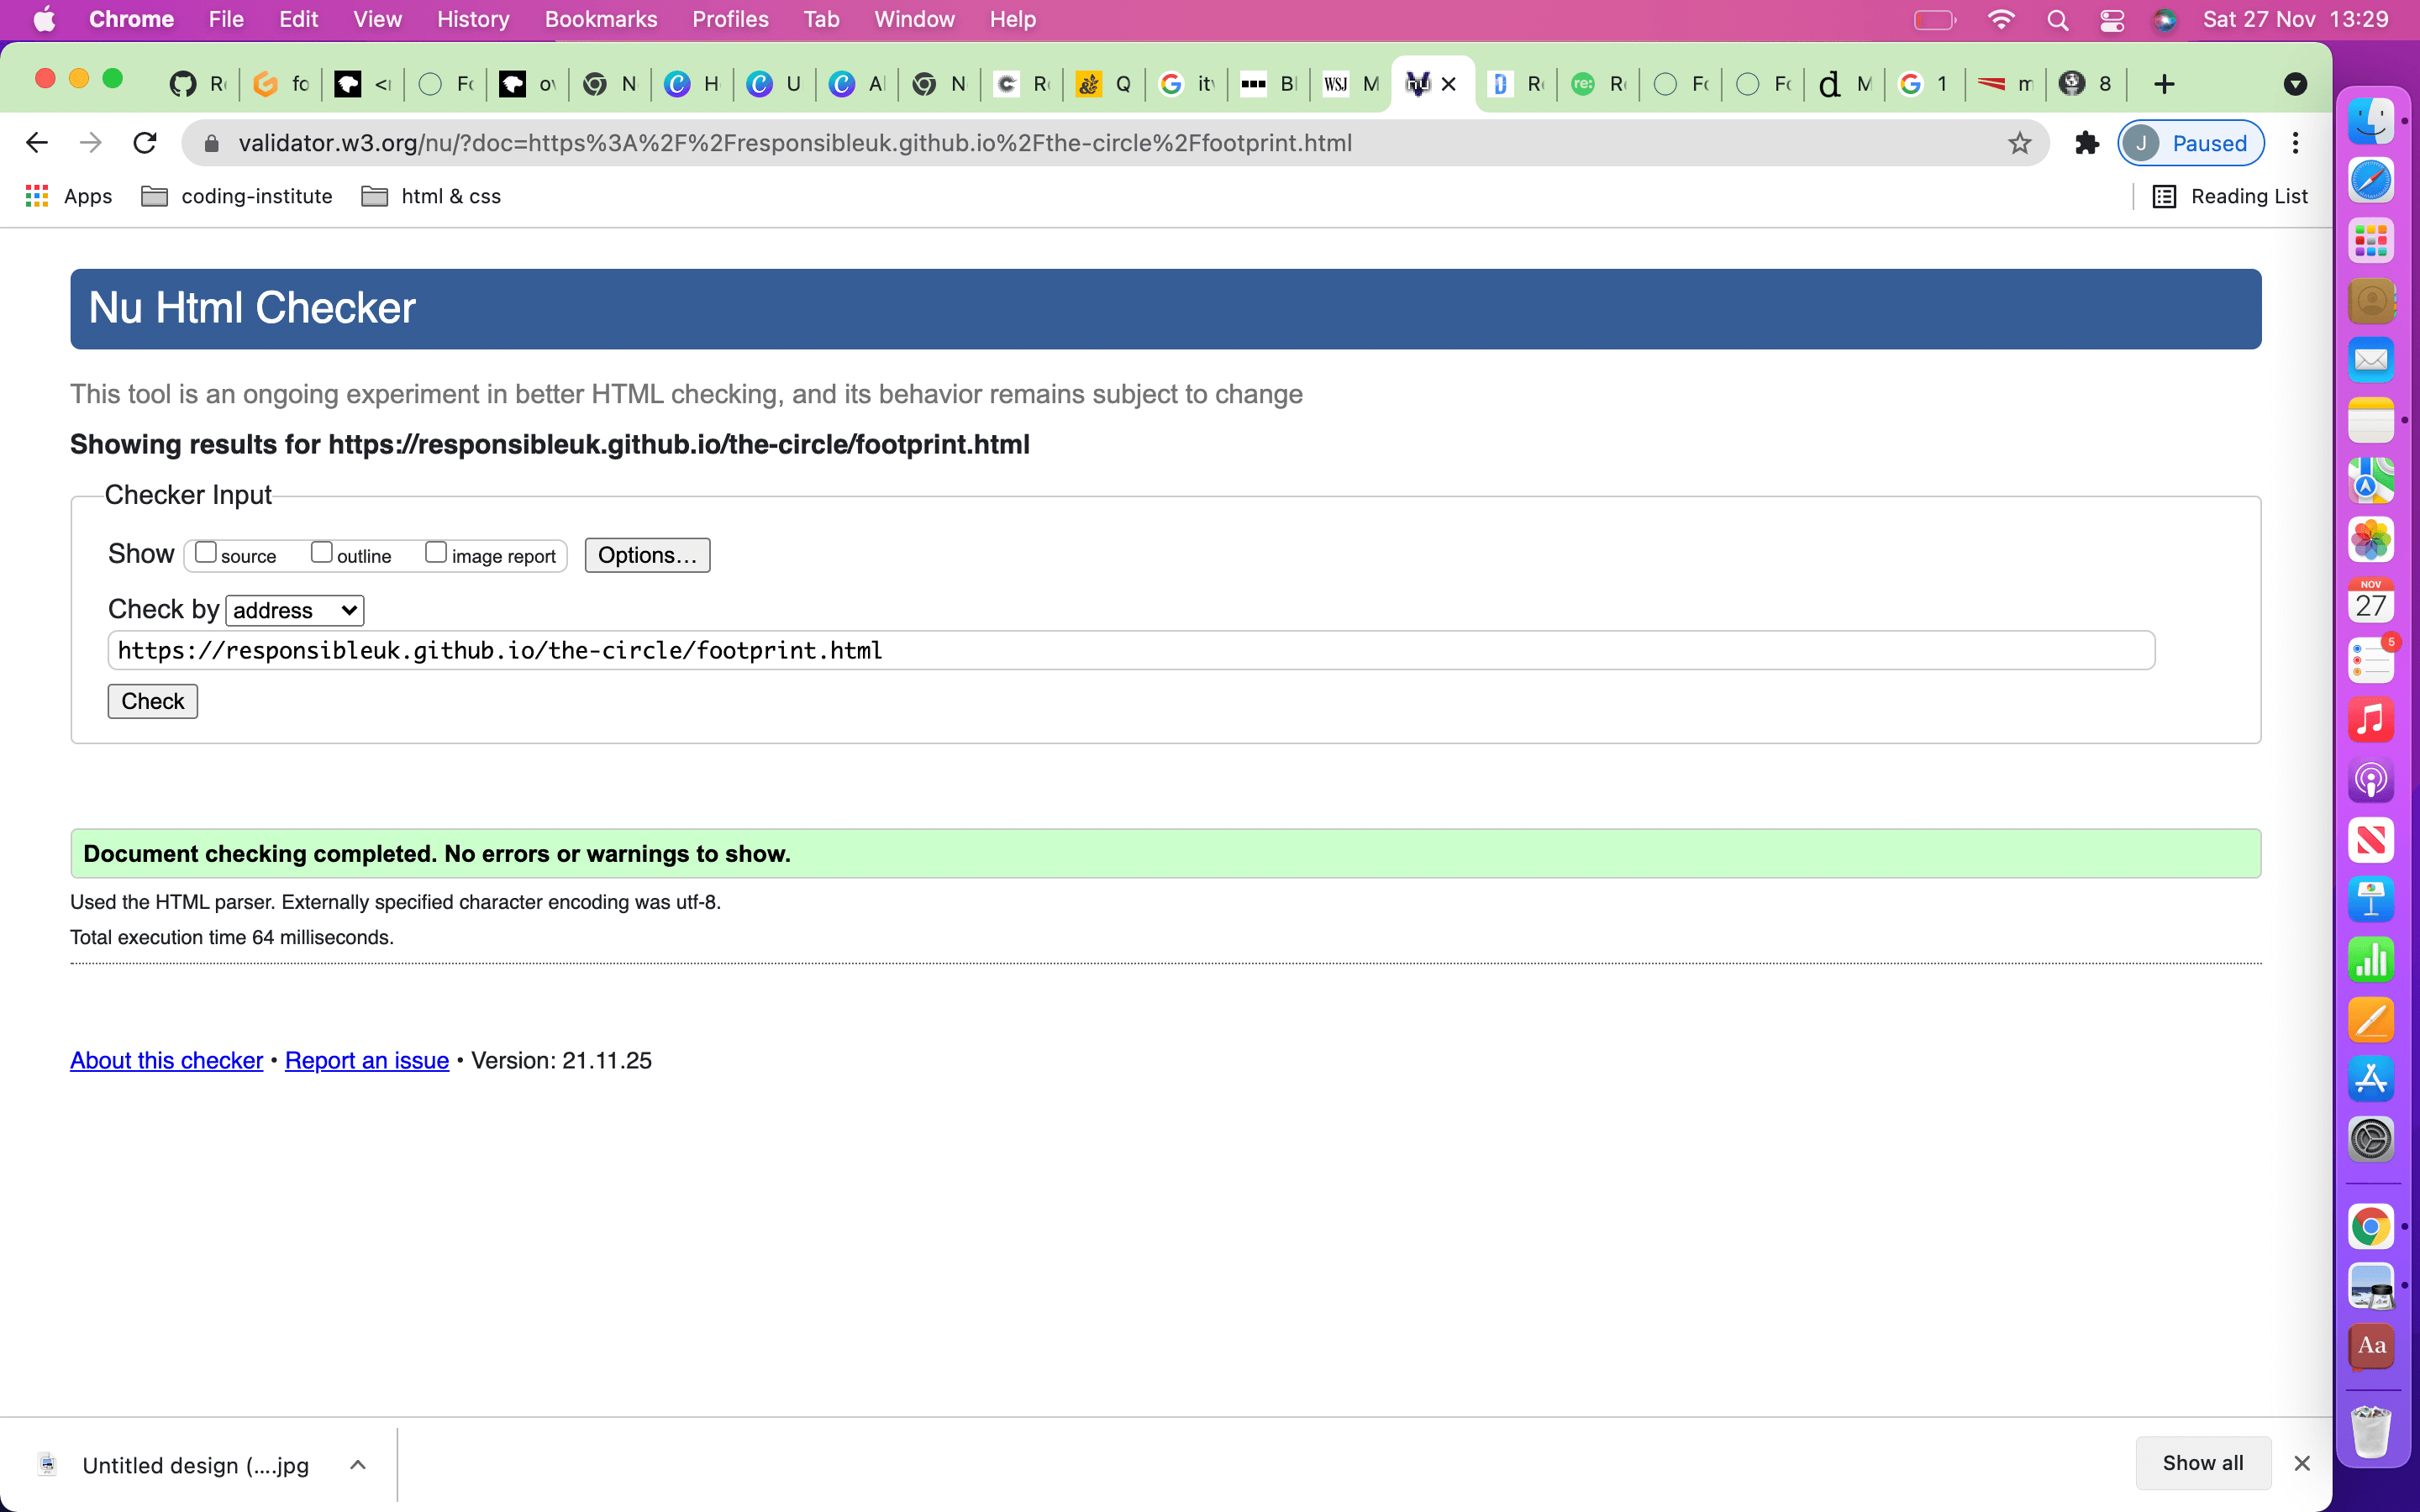 Chrome File Edit View History Bookmarks Profiles Tab Window Help Sat 27 Nov 13:29
R fo <i Fo ov N H U A N R Q it B WSJ M R re: R Fo Fo d M 1 m 8
validator.w3.org/nu/?doc=https%3A%2F%2Fresponsibleuk.github.io%2Fthe-circle%2Ffootprint.html J Paused
Apps coding-institute html & css Reading List
Nu Html Checker
This tool is an ongoing experiment in better HTML checking, and its behavior remains subject to change
Showing results for https://responsibleuk.github.io/the-circle/footprint.html
Checker Input
Show source outline image report Options...
Check by address
https://responsibleuk.github.io/the-circle/footprint.html
Check
Document checking completed. No errors or warnings to show.
Used the HTML parser. Externally specified character encoding was utf-8.
Total execution time 64 milliseconds.
About this checker • Report an issue • Version: 21.11.25
Untitled design (....jpg Show all
NOV
27
5
Aa